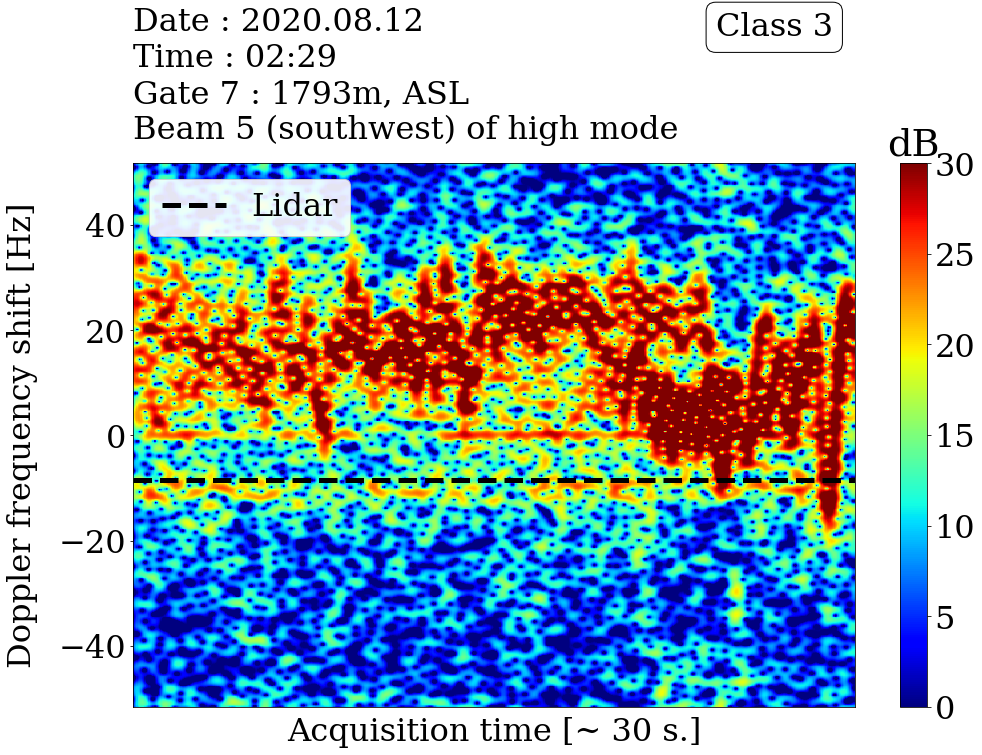 Date : 2020.08.12
Time : 02:29
Gate 7 : 1793m, ASL
Beam 5 (southwest) of high mode
Class 3
dB
Lidar
Doppler frequency shift [Hz]
40
20
0
−20
−40
30
25
20
15
10
5
0
Acquisition time [~ 30 s.]